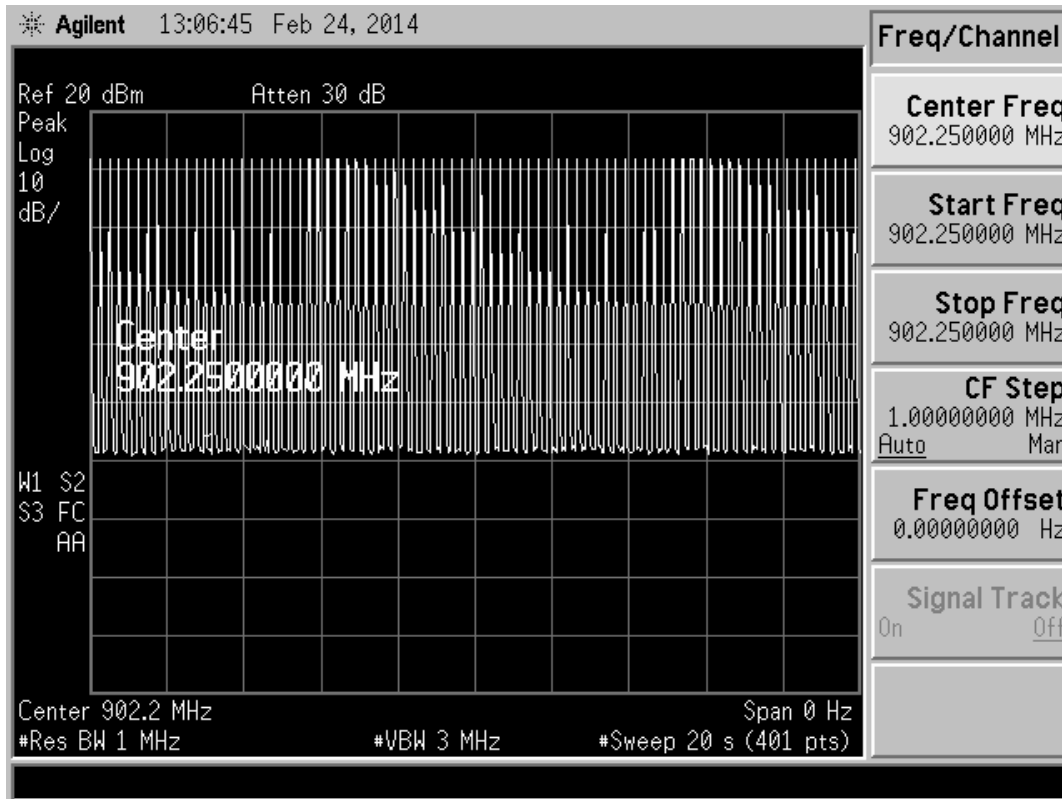 Agilent 13:06:45 Feb 24, 2014
Ref 20 dBm Atten 30 dB
Peak
Log
10
dB/
Center
902.2500000 MHz
W1 S2
S3 FC
AA
Center 902.2 MHz Span 0 Hz
#Res BW 1 MHz #VBW 3 MHz #Sweep 20 s (401 pts)
Freq/Channel
Center Freq
902.250000 MHz
Start Freq
902.250000 MHz
Stop Freq
902.250000 MHz
CF Step
1.00000000 MHz
Auto Man
Freq Offset
0.00000000 Hz
Signal Track
On Off